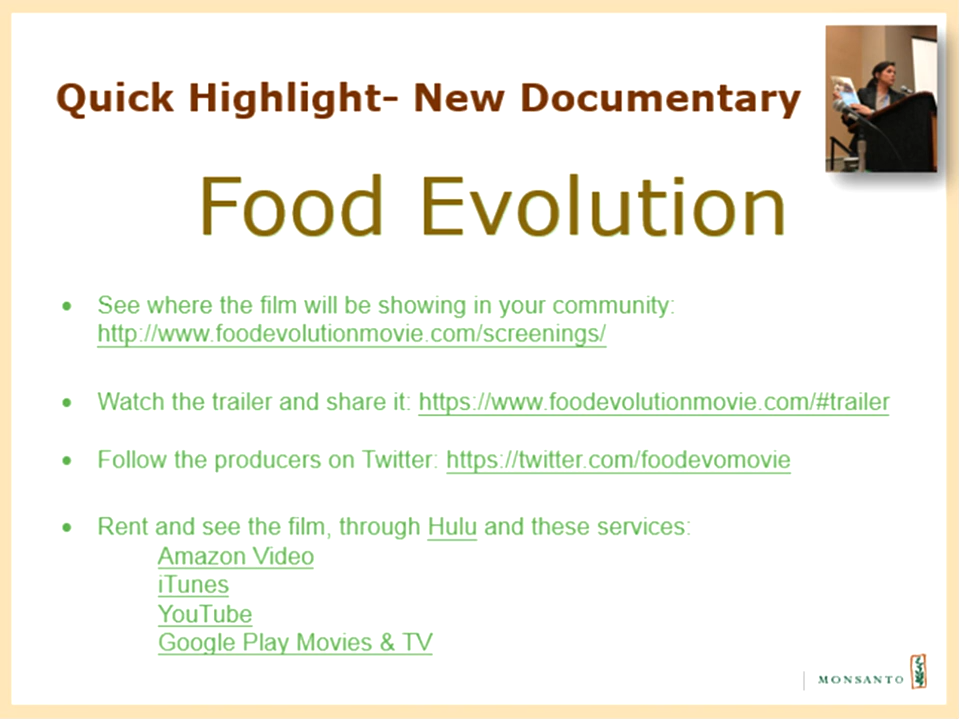 Quick Highlight- New Documentary
Food Evolution
• See where the film will be showing in your community:
http://www.foodevolutionmovie.com/screenings/
• Watch the trailer and share it: https://www.foodevolutionmovie.com/#trailer
• Follow the producers on Twitter: https://twitter.com/foodevomovie
• Rent and see the film, through Hulu and these services:
Amazon Video
iTunes
YouTube
Google Play Movies & TV
MONSANTO